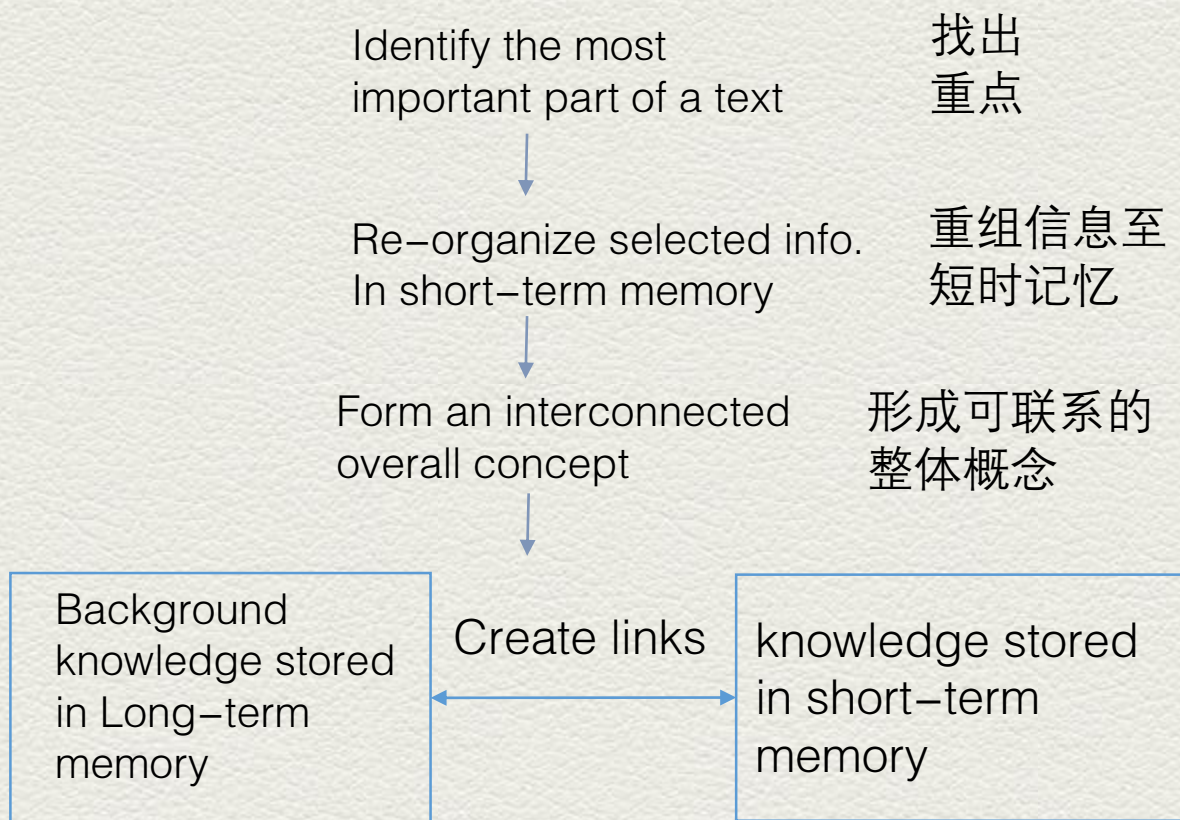 Identify the most
important part of a text
找出
重点
Re-organize selected info.
In short-term memory
重组信息至
短时记忆
Form an interconnected
overall concept
形成可联系的
整体概念
Background
knowledge stored
in Long-term
memory
Create links
knowledge stored
in short-term
memory